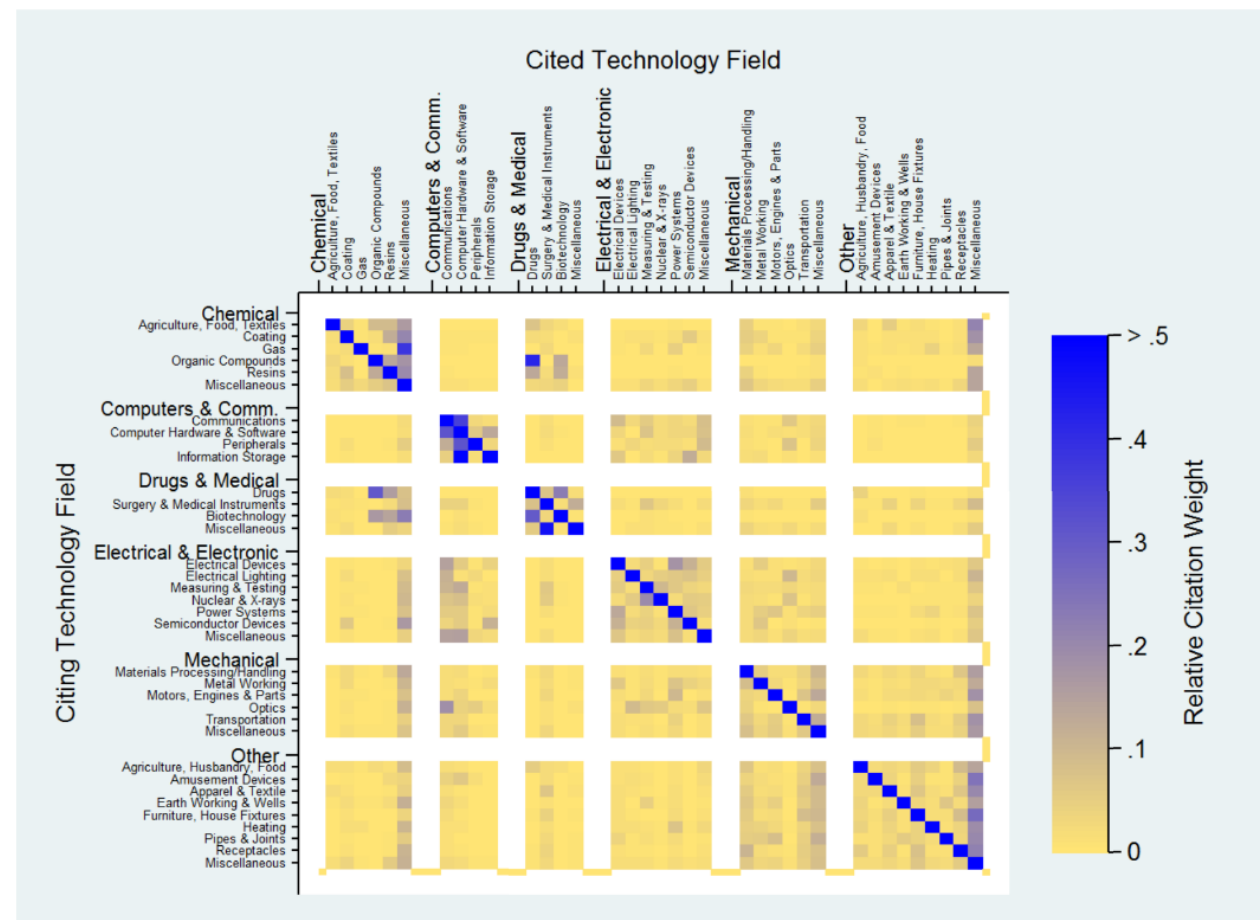 Cited Technology Field
Chemical
Agriculture, Food, Textiles
Coating
Gas
Organic Compounds
Resins
Miscellaneous
Computers & Comm.
Communications
Computer Hardware & Software
Peripherals
Information Storage
Drugs & Medical
Drugs
Surgery & Medical Instruments
Biotechnology
Miscellaneous
Electrical & Electronic
Electrical Devices
Electrical Lighting
Measuring & Testing
Nuclear & X-rays
Power Systems
Semiconductor Devices
Miscellaneous
Mechanical
Materials Processing/Handling
Metal Working
Motors, Engines & Parts
Optics
Transportation
Miscellaneous
Other
Agriculture, Husbandry, Food
Amusement Devices
Apparel & Textile
Earth Working & Wells
Furniture, House Fixtures
Heating
Pipes & Joints
Receptacles
Miscellaneous
Citing Technology Field
Chemical
Agriculture, Food, Textiles
Coating
Gas
Organic Compounds
Resins
Miscellaneous
Computers & Comm.
Communications
Computer Hardware & Software
Peripherals
Information Storage
Drugs & Medical
Drugs
Surgery & Medical Instruments
Biotechnology
Miscellaneous
Electrical & Electronic
Electrical Devices
Electrical Lighting
Measuring & Testing
Nuclear & X-rays
Power Systems
Semiconductor Devices
Miscellaneous
Mechanical
Materials Processing/Handling
Metal Working
Motors, Engines & Parts
Optics
Transportation
Miscellaneous
Other
Agriculture, Husbandry, Food
Amusement Devices
Apparel & Textile
Earth Working & Wells
Furniture, House Fixtures
Heating
Pipes & Joints
Receptacles
Miscellaneous
> .5
.4
.3
.2
.1
0
Relative Citation Weight